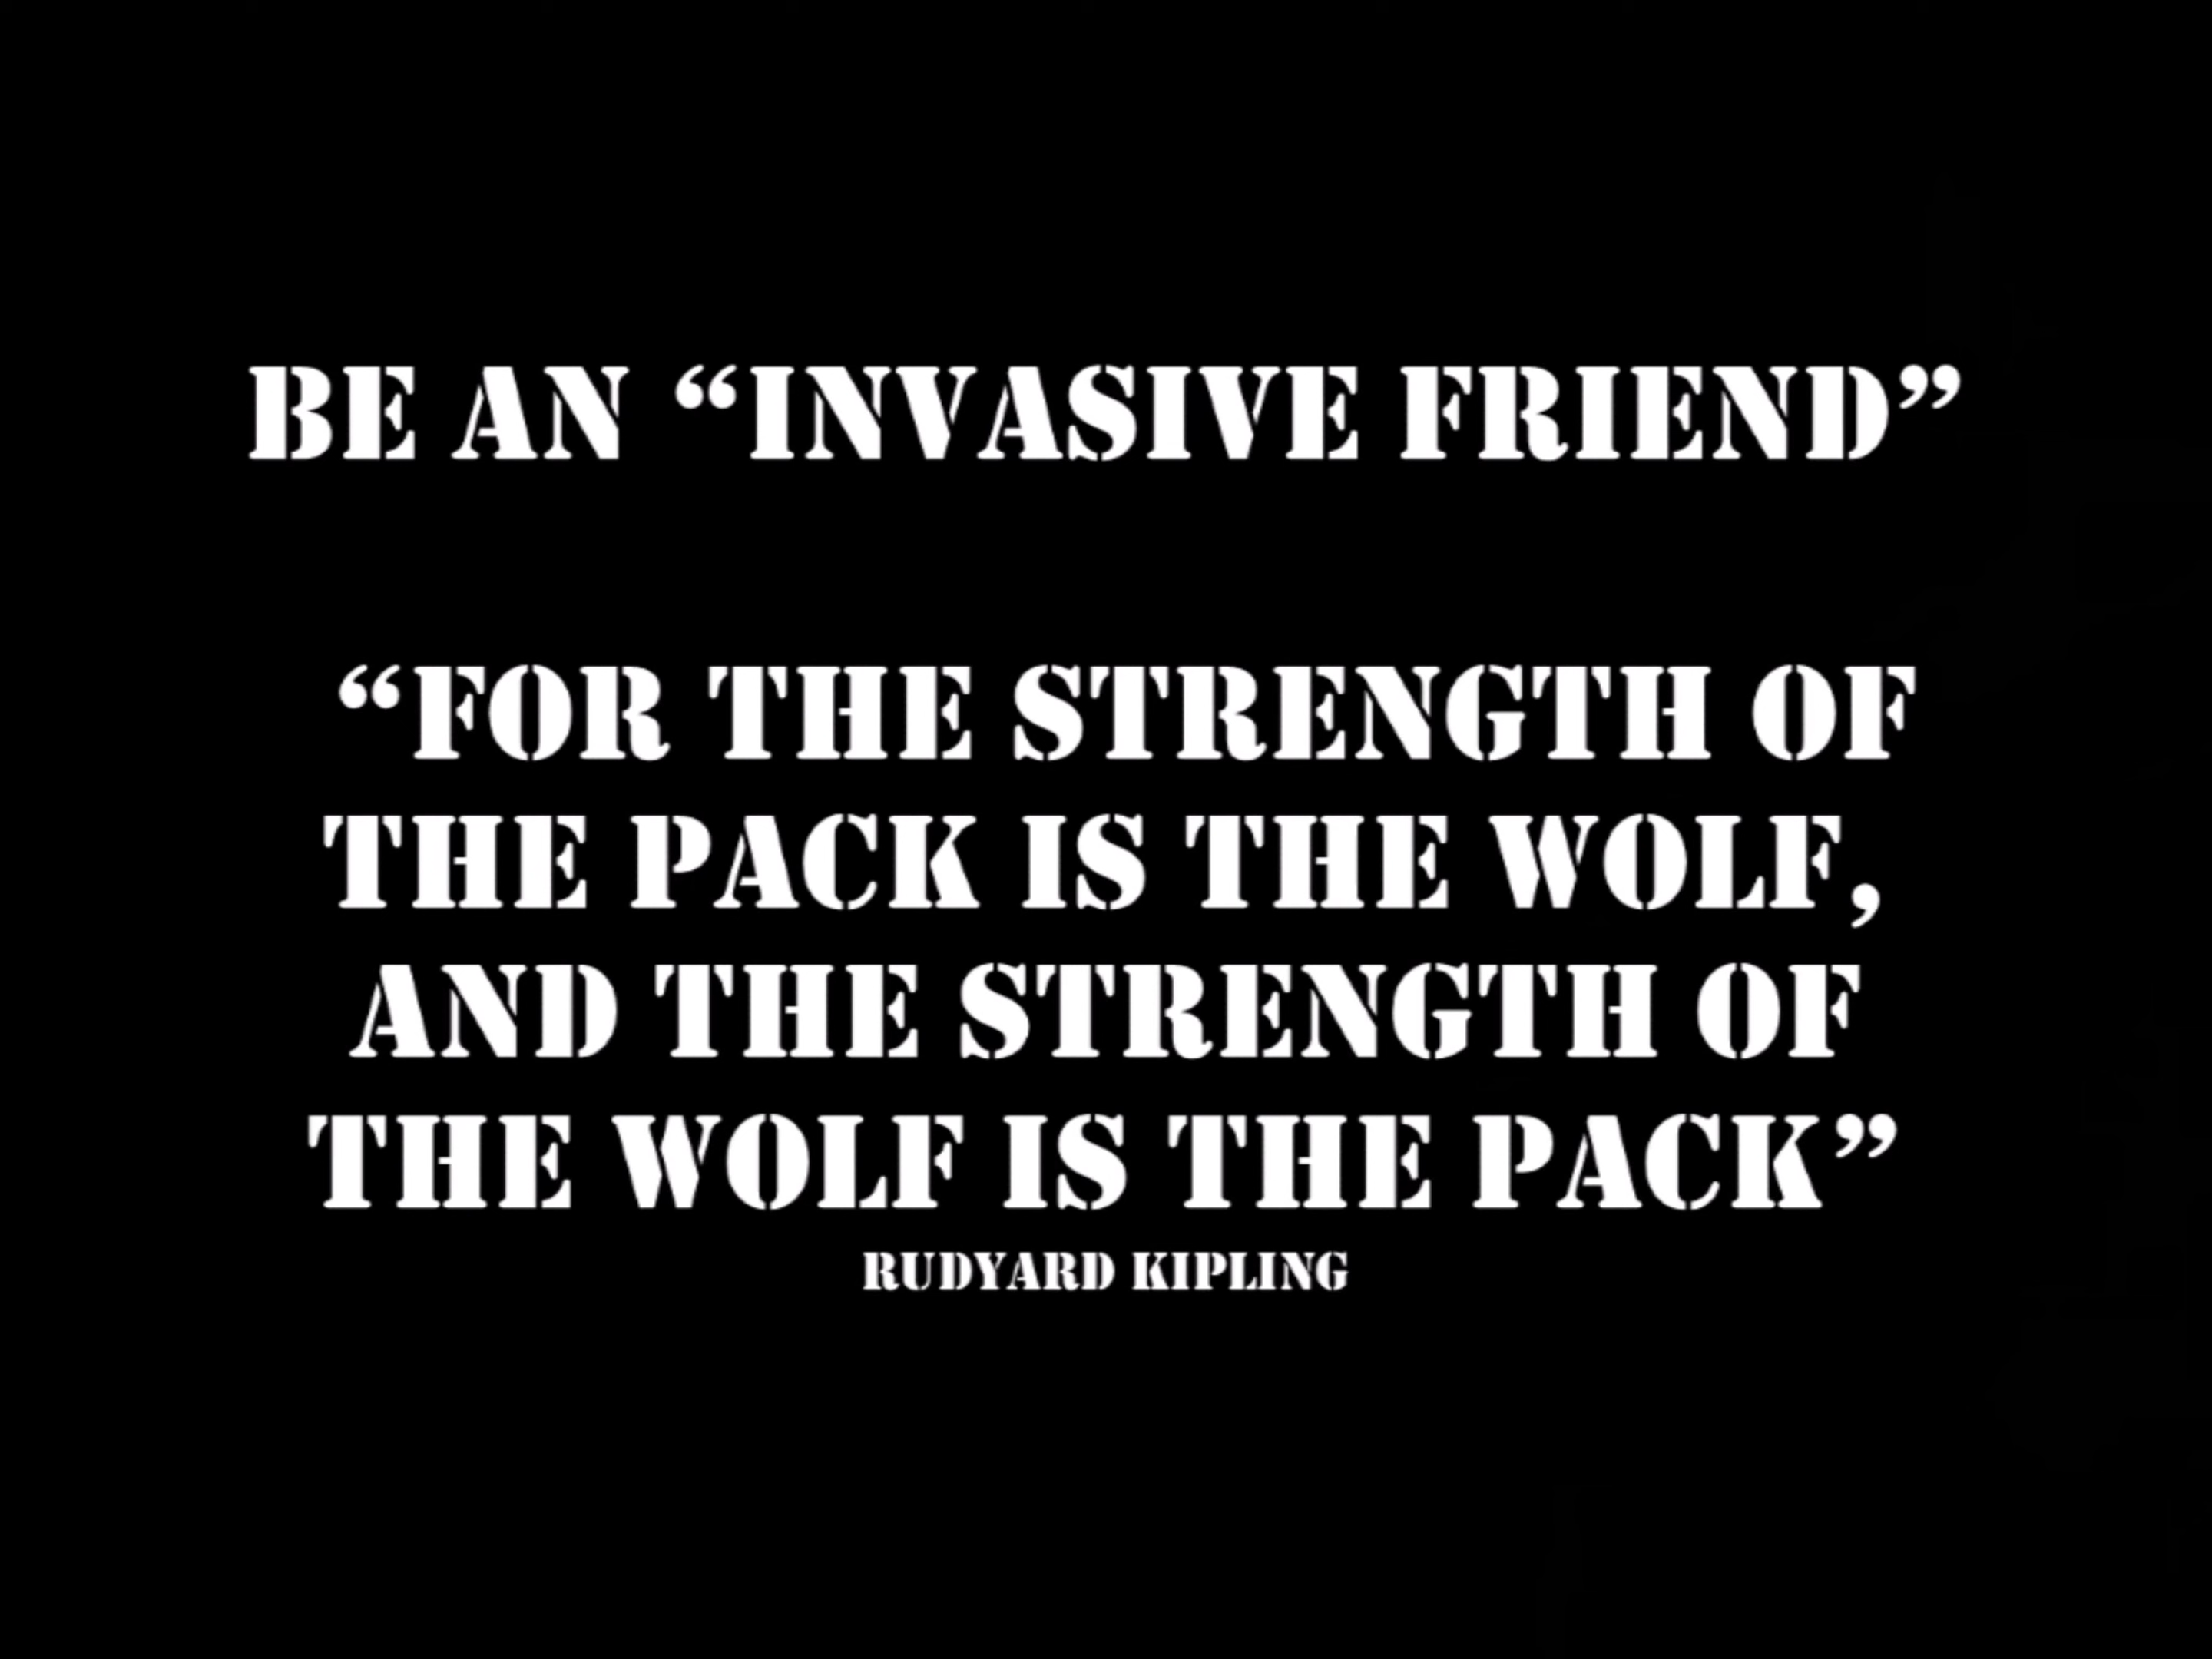 BE AN “INVASIVE FRIEND”
“FOR THE STRENGTH OF
THE PACK IS THE WOLF,
AND THE STRENGTH OF
THE WOLF IS THE PACK”
RUDYARD KIPLING